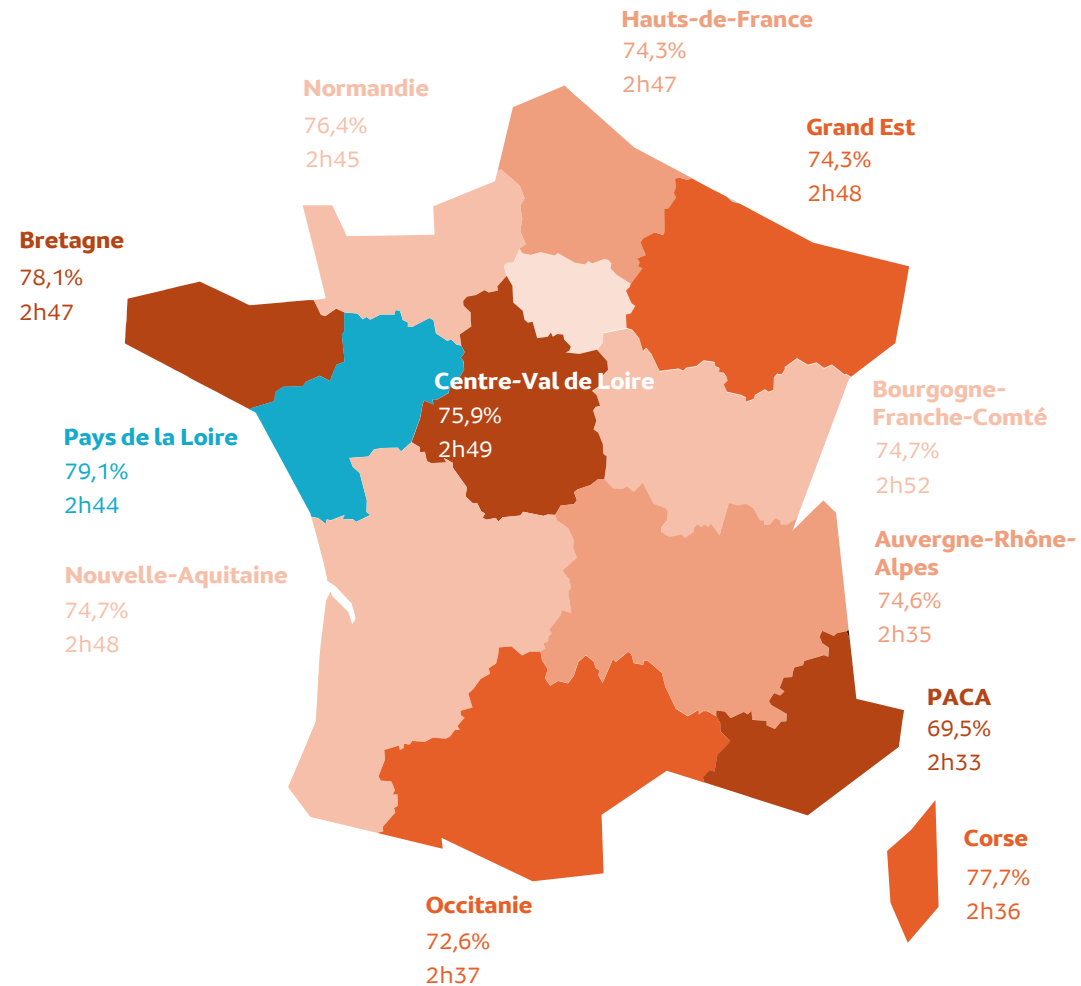 Hauts-de-France
74,3%
2h47
Normandie
76,4%
2h45
Grand Est
74,3%
2h48
Bretagne
78,1%
2h47
Centre-Val de Loire
75,9%
2h49
Bourgogne-
Franche-Comté
74,7%
2h52
Pays de la Loire
79,1%
2h44
Auvergne-Rhône-
Alpes
74,6%
2h35
Nouvelle-Aquitaine
74,7%
2h48
PACA
69,5%
2h33
Corse
77,7%
2h36
Occitanie
72,6%
2h37